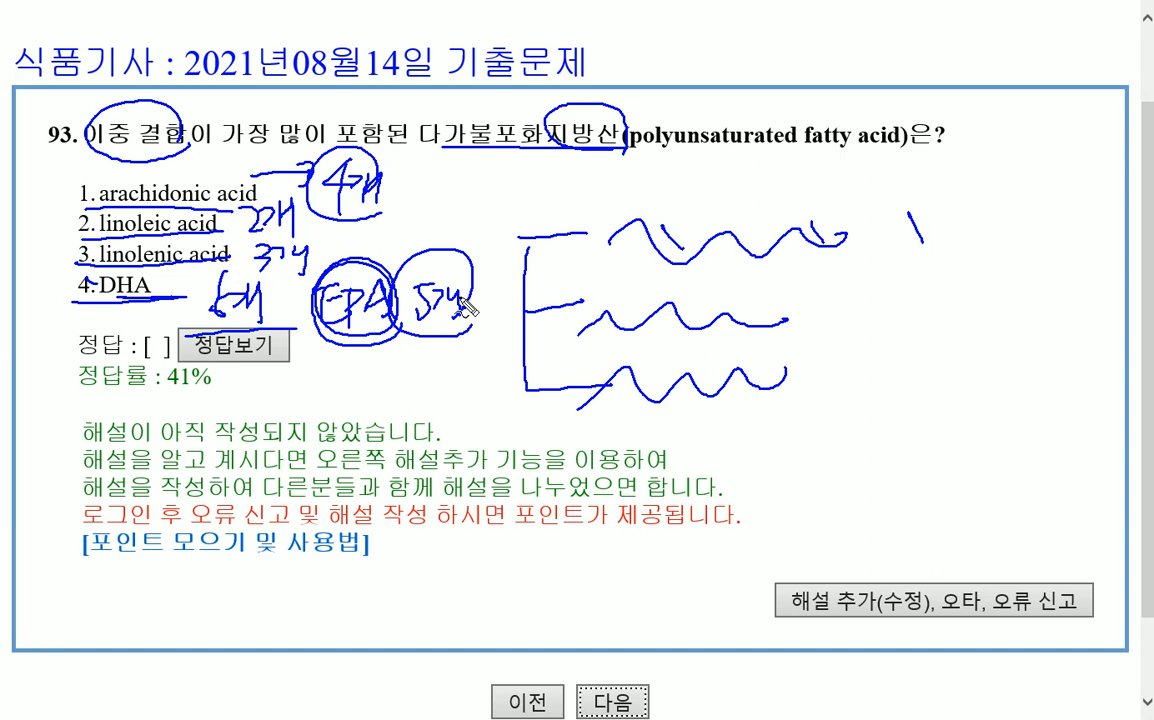 식품기사 : 2021년08월14일 기출문제
93. 이중 결합이 가장 많이 포함된 다가불포화지방산(polyunsaturated fatty acid)은?
1. arachidonic acid
4개
2. linoleic acid
2개
3. linolenic acid
3개
4. DHA
6개
EPA
5개
정답 : [ ]
정답보기
정답률 : 41%
해설이 아직 작성되지 않았습니다.
해설을 알고 계시다면 오른쪽 해설추가 기능을 이용하여
해설을 작성하여 다른분들과 함께 해설을 나누었으면 합니다.
로그인 후 오류 신고 및 해설 작성 하시면 포인트가 제공됩니다.
[포인트 모으기 및 사용법]
해설 추가(수정), 오타, 오류 신고
이전
다음